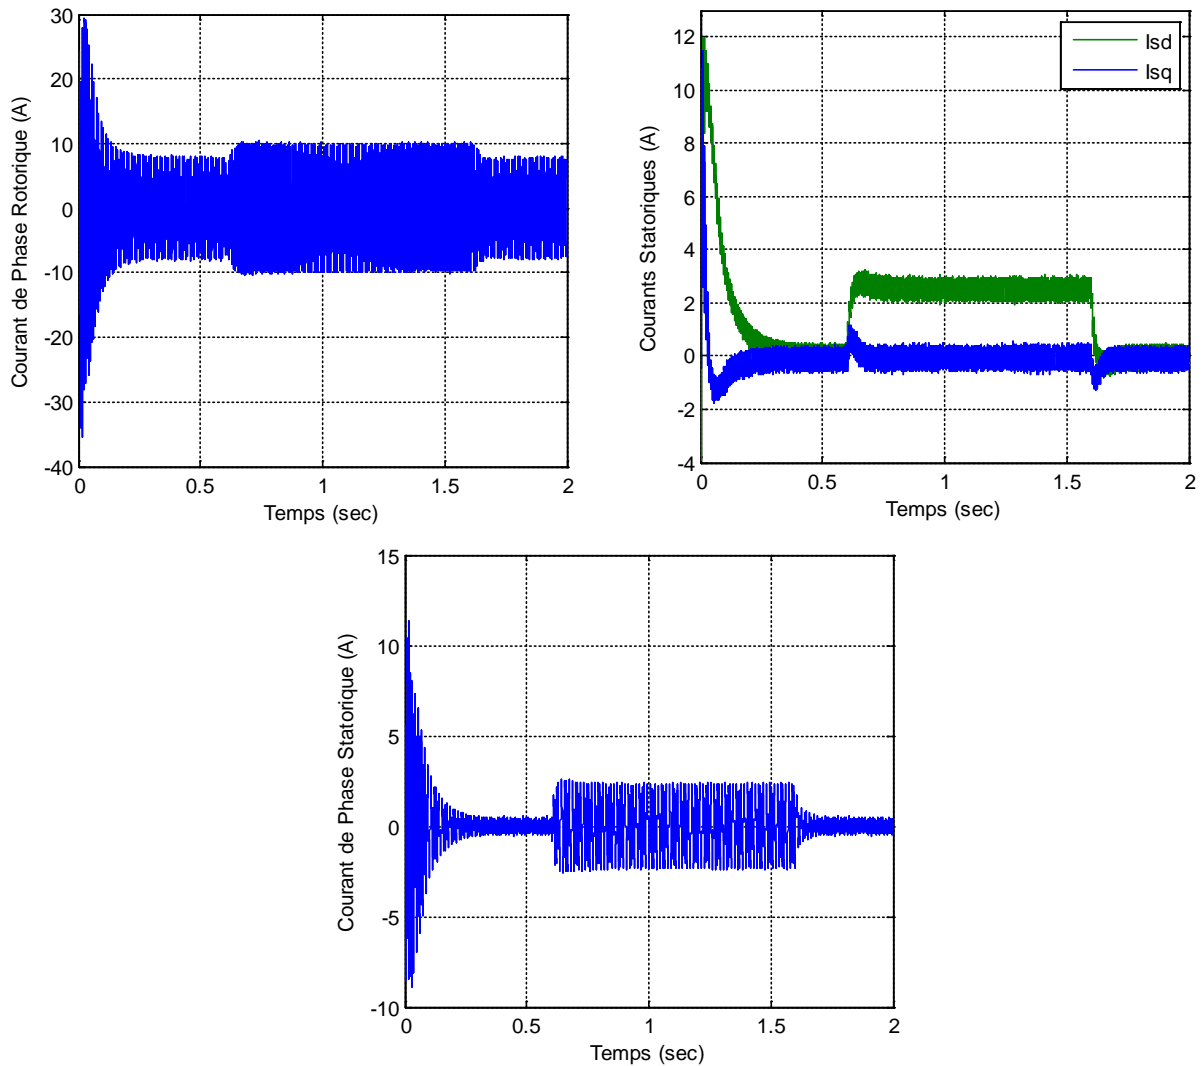 30
20
10
0
-10
-20
-30
-40
Courant de Phase Rotorique (A)
0 0.5 1 1.5 2
Temps (sec)
12
10
8
6
4
2
0
-2
-4
Courants Statoriques (A)
Isd
Isq
0 0.5 1 1.5 2
Temps (sec)
15
10
5
0
-5
-10
Courant de Phase Statorique (A)
0 0.5 1 1.5 2
Temps (sec)